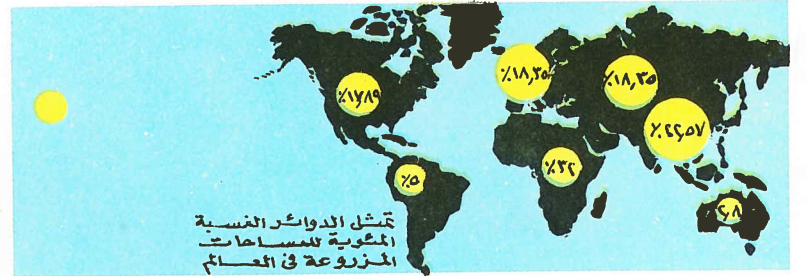 ٪١٨,٣٥
٪١٨,٣٥
٪١٧,٨٩
٪٢٢,٥٧
٪٣٢
٪٥
٢,٨
تمثل الدوائر النسبة
المئوية للمساحات
المزروعة في العالم